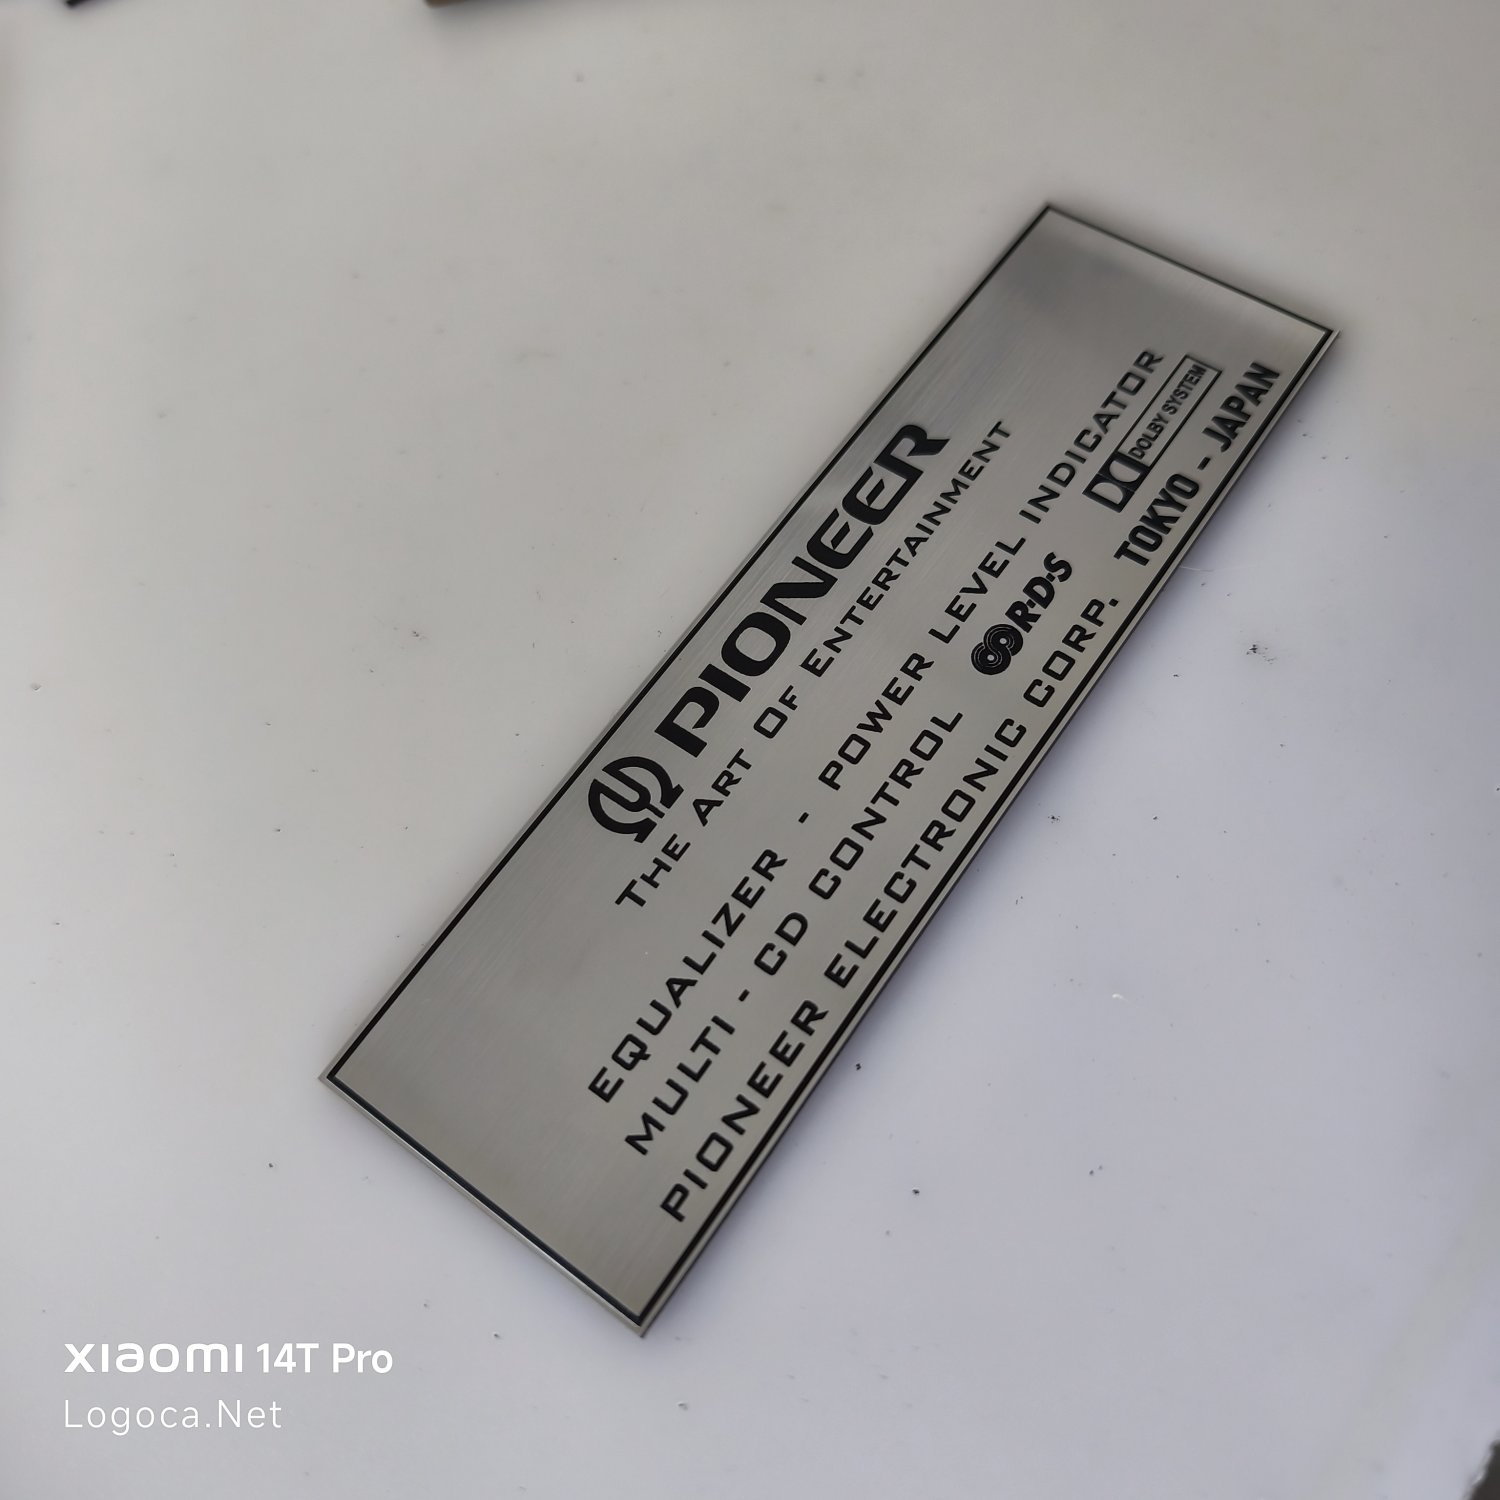 PIONEER
THE ART OF ENTERTAINMENT
EQUALIZER - POWER LEVEL INDICATOR
MULTI - CD CONTROL R·D·S DOLBY SYSTEM
PIONEER ELECTRONIC CORP. TOKYO - JAPAN
xiaomi 14T Pro
Logoca.Net